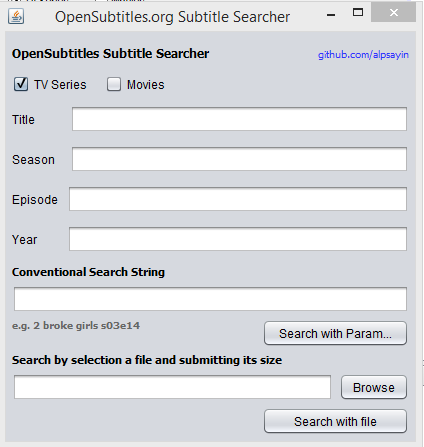 OpenSubtitles.org Subtitle Searcher
OpenSubtitles Subtitle Searcher
github.com/alpsayin
TV Series
Movies
Title
Season
Episode
Year
Conventional Search String
e.g. 2 broke girls s03e14
Search with Param...
Search by selection a file and submitting its size
Browse
Search with file